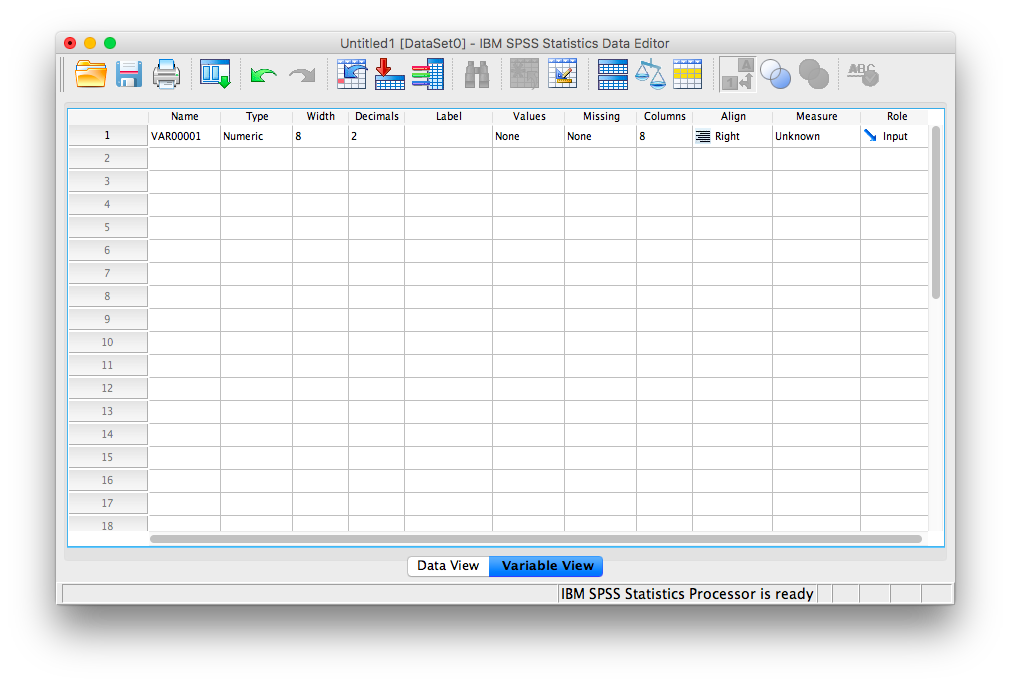 Untitled1 [DataSet0] - IBM SPSS Statistics Data Editor
A
1
ABC
Name Type Width Decimals Label Values Missing Columns Align Measure Role
1 VAR00001 Numeric 8 2 None None 8 Right Unknown Input
2
3
4
5
6
7
8
9
10
11
12
13
14
15
16
17
18
Data View Variable View
IBM SPSS Statistics Processor is ready